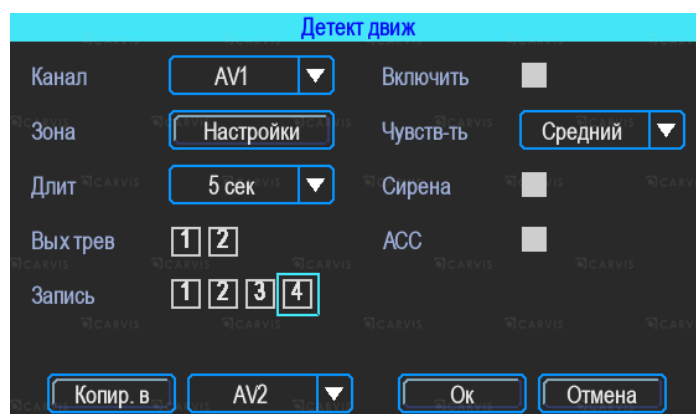 Детект движ
Канал AV1 Включить
Зона Настройки Чувств-ть Средний
Длит 5 сек Сирена
Вых трев 1 2 ACC
Запись 1 2 3 4
Копир. в AV2 Ок Отмена
CARVIS